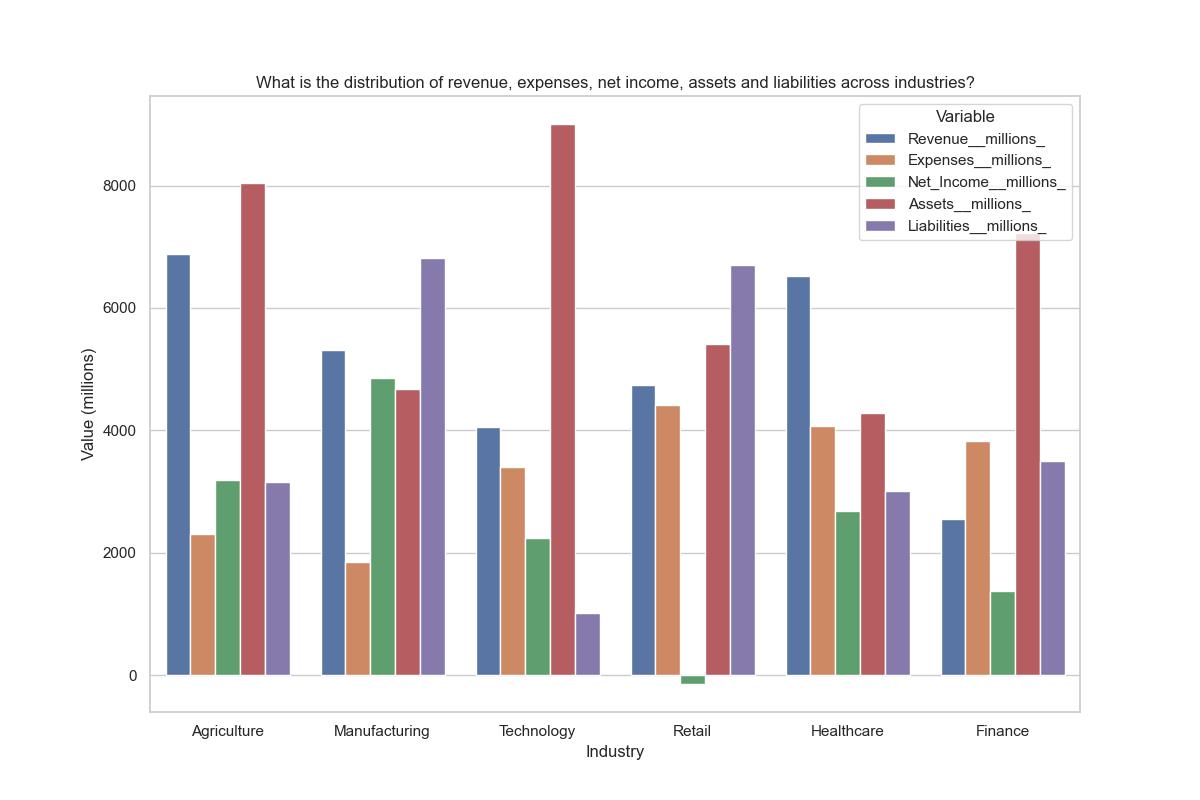 What is the distribution of revenue, expenses, net income, assets and liabilities across industries?
Variable
Revenue__millions_
Expenses__millions_
Net_Income__millions_
Assets__millions_
Liabilities__millions_
Value (millions)
8000
6000
4000
2000
0
Agriculture
Manufacturing
Technology
Retail
Healthcare
Finance
Industry